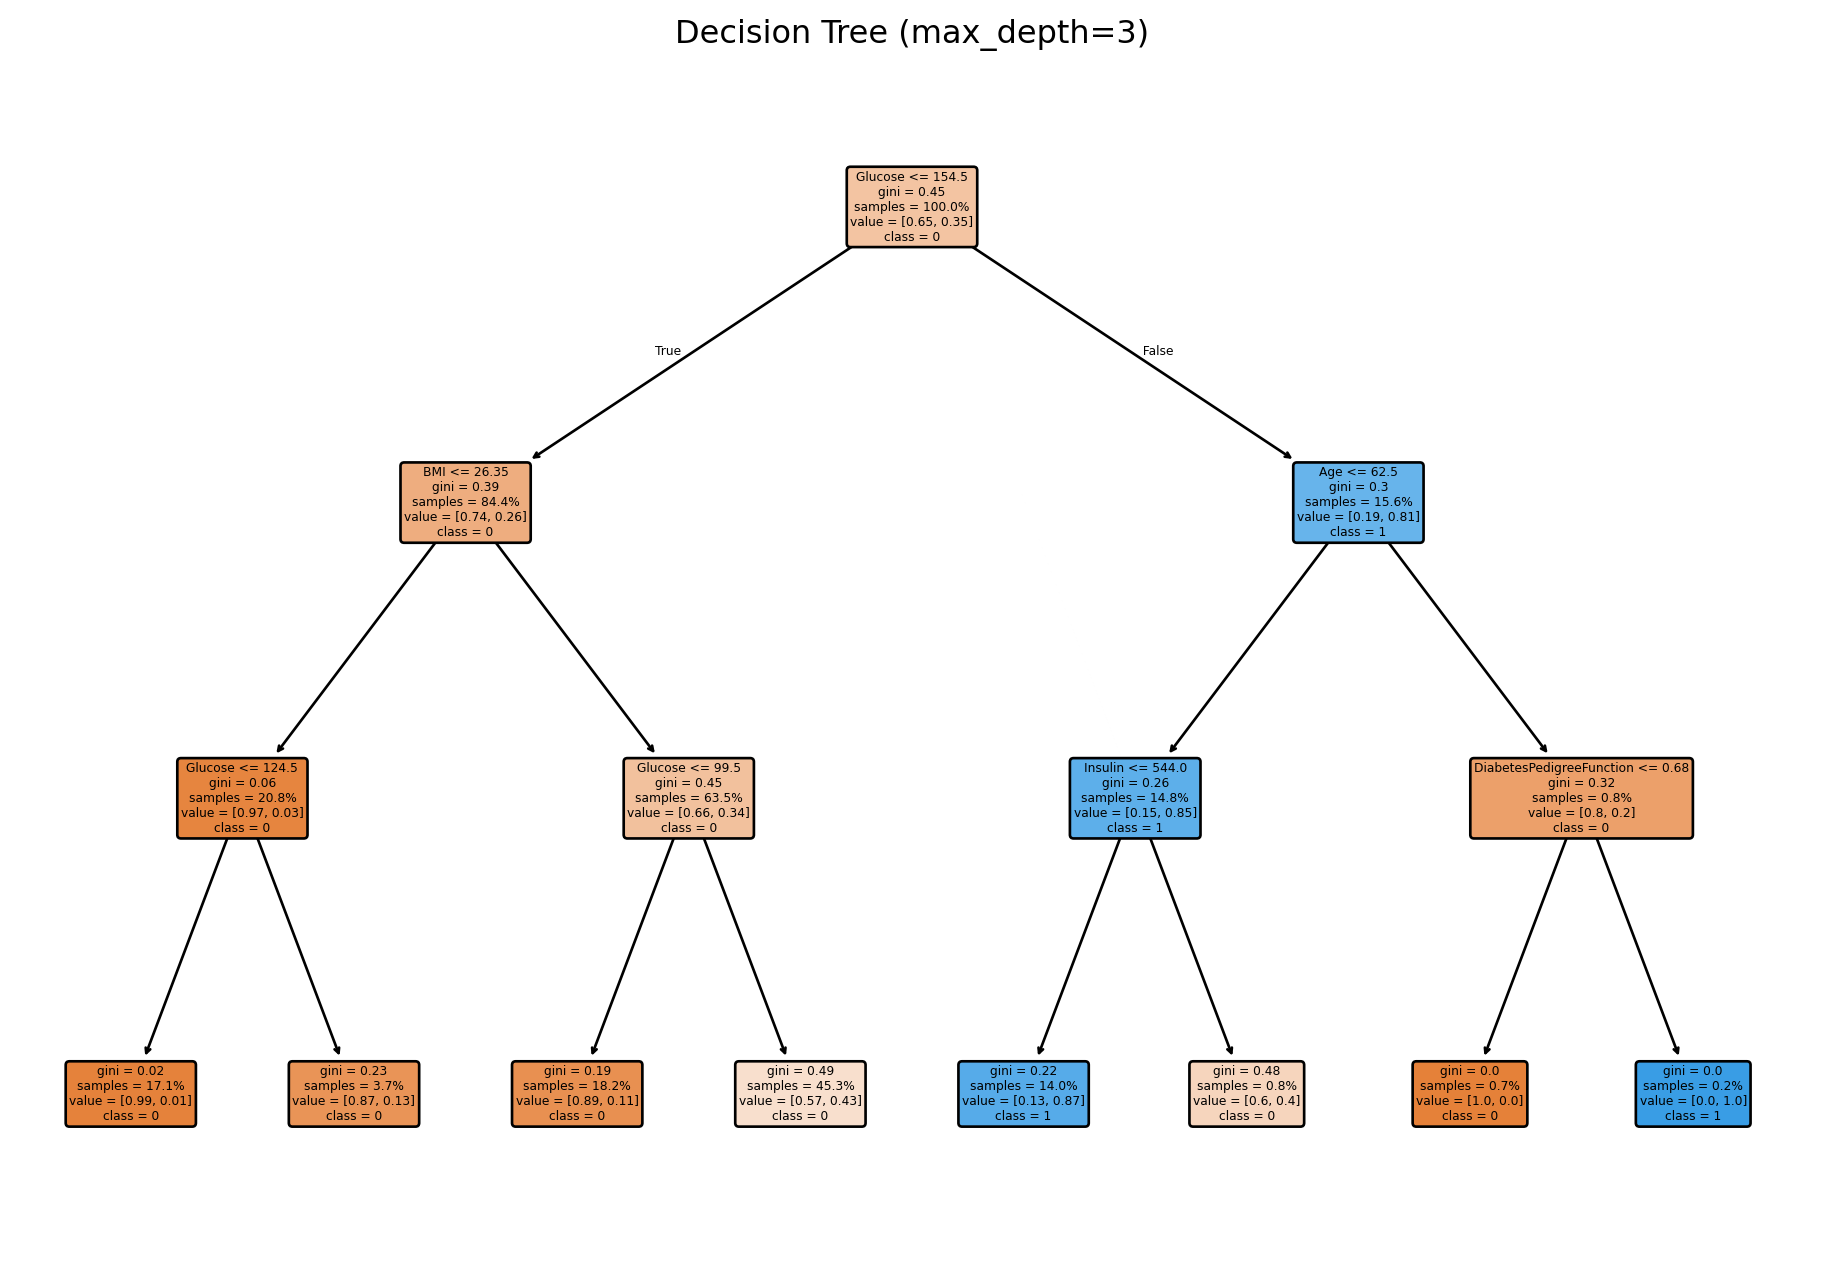 Decision Tree (max_depth=3)
Glucose <= 154.5
gini = 0.45
samples = 100.0%
value = [0.65, 0.35]
class = 0
True
False
BMI <= 26.35
gini = 0.39
samples = 84.4%
value = [0.74, 0.26]
class = 0
Age <= 62.5
gini = 0.3
samples = 15.6%
value = [0.19, 0.81]
class = 1
Glucose <= 124.5
gini = 0.06
samples = 20.8%
value = [0.97, 0.03]
class = 0
Glucose <= 99.5
gini = 0.45
samples = 63.5%
value = [0.66, 0.34]
class = 0
Insulin <= 544.0
gini = 0.26
samples = 14.8%
value = [0.15, 0.85]
class = 1
DiabetesPedigreeFunction <= 0.68
gini = 0.32
samples = 0.8%
value = [0.8, 0.2]
class = 0
gini = 0.02
samples = 17.1%
value = [0.99, 0.01]
class = 0
gini = 0.23
samples = 3.7%
value = [0.87, 0.13]
class = 0
gini = 0.19
samples = 18.2%
value = [0.89, 0.11]
class = 0
gini = 0.49
samples = 45.3%
value = [0.57, 0.43]
class = 0
gini = 0.22
samples = 14.0%
value = [0.13, 0.87]
class = 1
gini = 0.48
samples = 0.8%
value = [0.6, 0.4]
class = 0
gini = 0.0
samples = 0.7%
value = [1.0, 0.0]
class = 0
gini = 0.0
samples = 0.2%
value = [0.0, 1.0]
class = 1